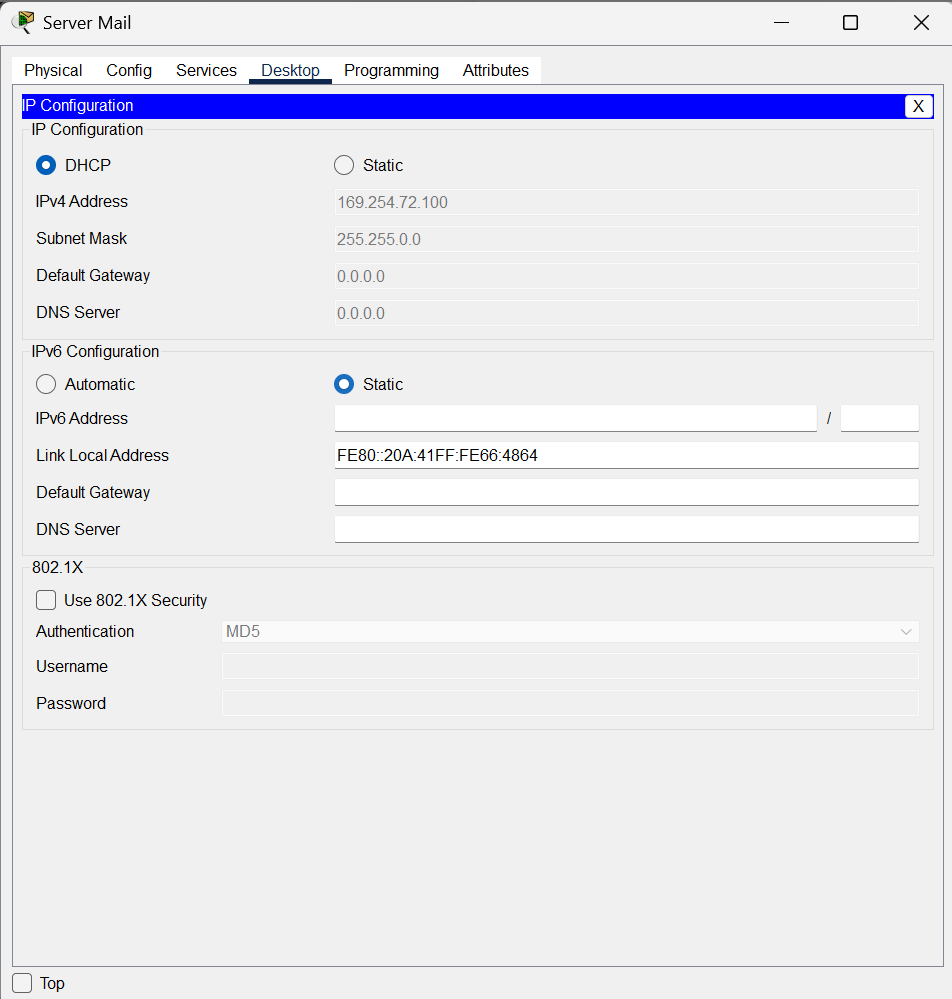 Server Mail
Physical Config Services Desktop Programming Attributes
IP Configuration X
IP Configuration
DHCP Static
IPv4 Address 169.254.72.100
Subnet Mask 255.255.0.0
Default Gateway 0.0.0.0
DNS Server 0.0.0.0
IPv6 Configuration
Automatic Static
IPv6 Address /
Link Local Address FE80::20A:41FF:FE66:4864
Default Gateway
DNS Server
802.1X
Use 802.1X Security
Authentication MD5
Username
Password
Top